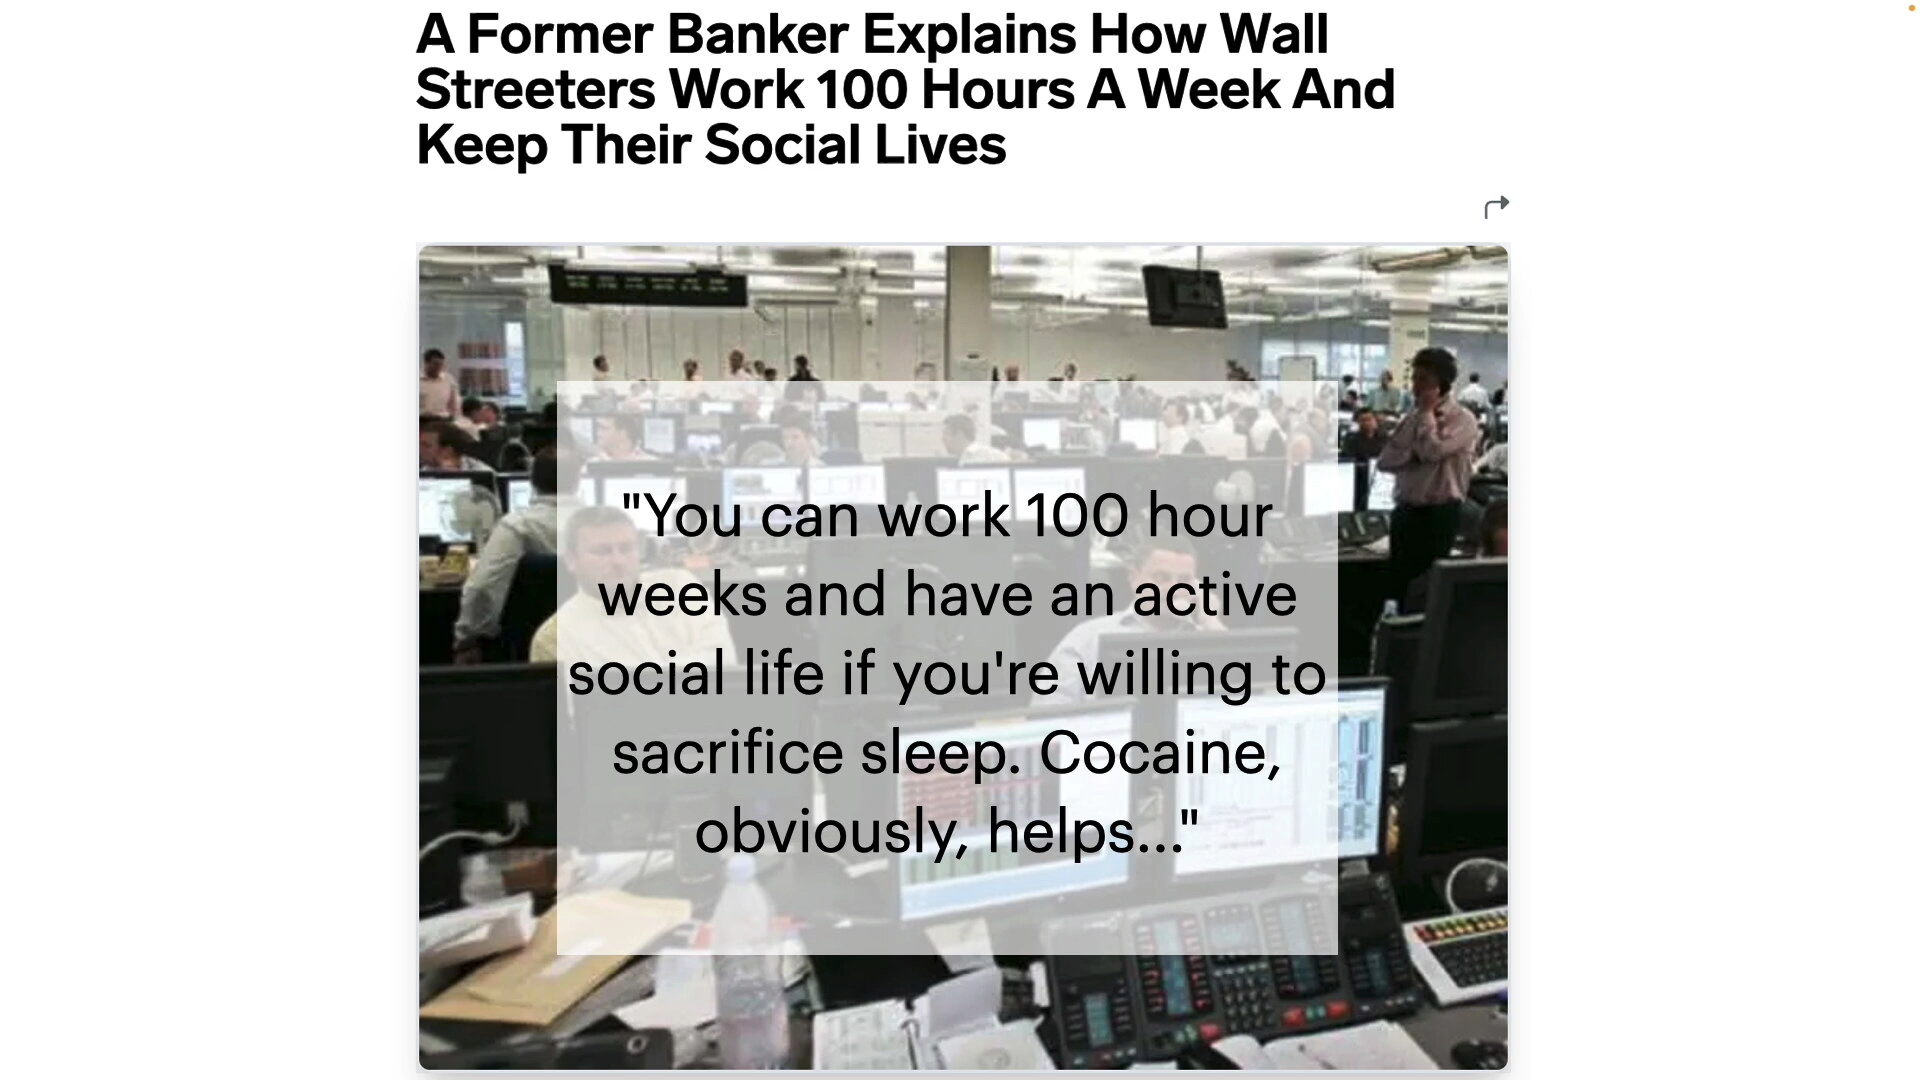 A Former Banker Explains How Wall
Streeters Work 100 Hours A Week And
Keep Their Social Lives
"You can work 100 hour
weeks and have an active
social life if you're willing to
sacrifice sleep. Cocaine,
obviously, helps..."